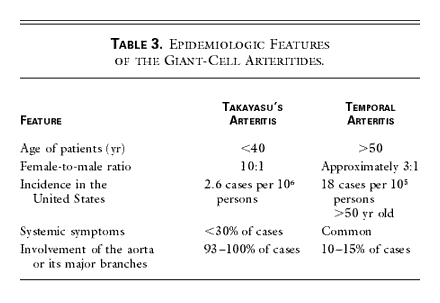 TABLE 3. EPIDEMIOLOGIC FEATURES
OF THE GIANT-CELL ARTERITIDES.
FEATURE TAKAYASU'S ARTERITIS TEMPORAL ARTERITIS
Age of patients (yr) <40 >50
Female-to-male ratio 10:1 Approximately 3:1
Incidence in the United States 2.6 cases per 10⁶ persons 18 cases per 10⁵ persons >50 yr old
Systemic symptoms <30% of cases Common
Involvement of the aorta or its major branches 93–100% of cases 10–15% of cases